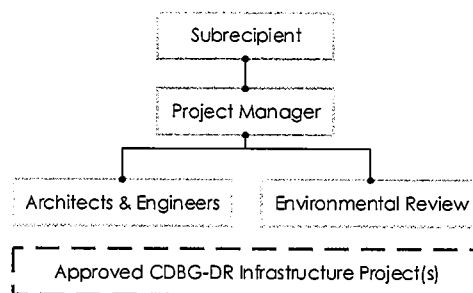 Subrecipient
Project Manager
Architects & Engineers
Environmental Review
Approved CDBG-DR Infrastructure Project(s)